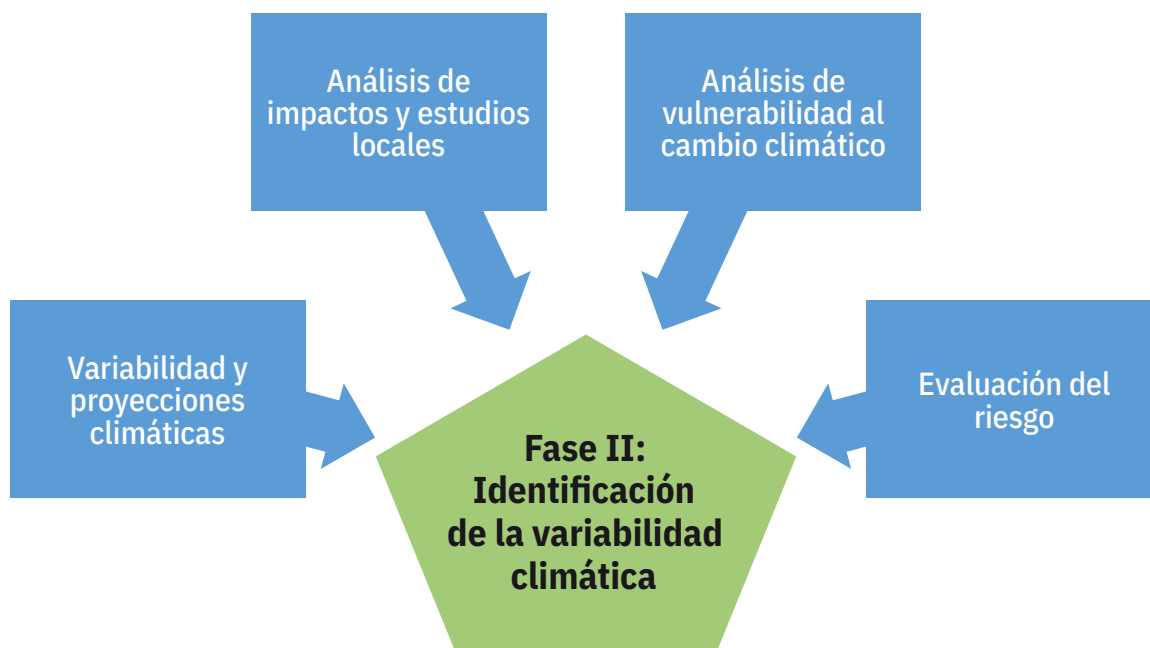 Análisis de
impactos y estudios
locales
Análisis de
vulnerabilidad al
cambio climático
Variabilidad y
proyecciones
climáticas
Evaluación del
riesgo
Fase II:
Identificación
de la variabilidad
climática